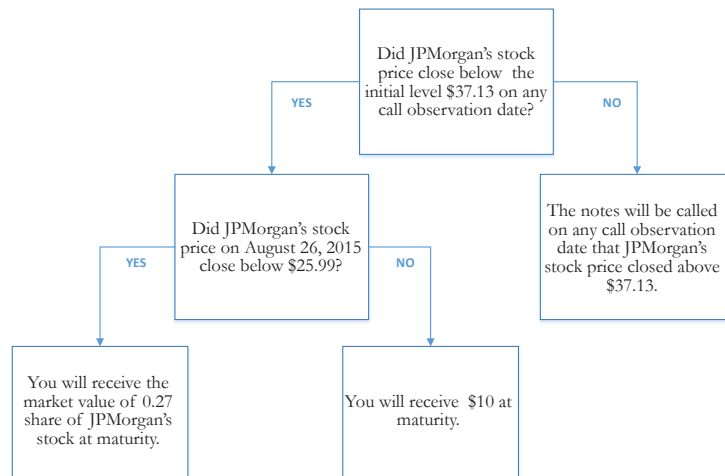 Did JPMorgan's stock
price close below the
initial level $37.13 on any
call observation date?
YES
NO
Did JPMorgan's stock
price on August 26, 2015
close below $25.99?
The notes will be called
on any call observation
date that JPMorgan's
stock price closed above
$37.13.
YES
NO
You will receive the
market value of 0.27
share of JPMorgan's
stock at maturity.
You will receive $10 at
maturity.